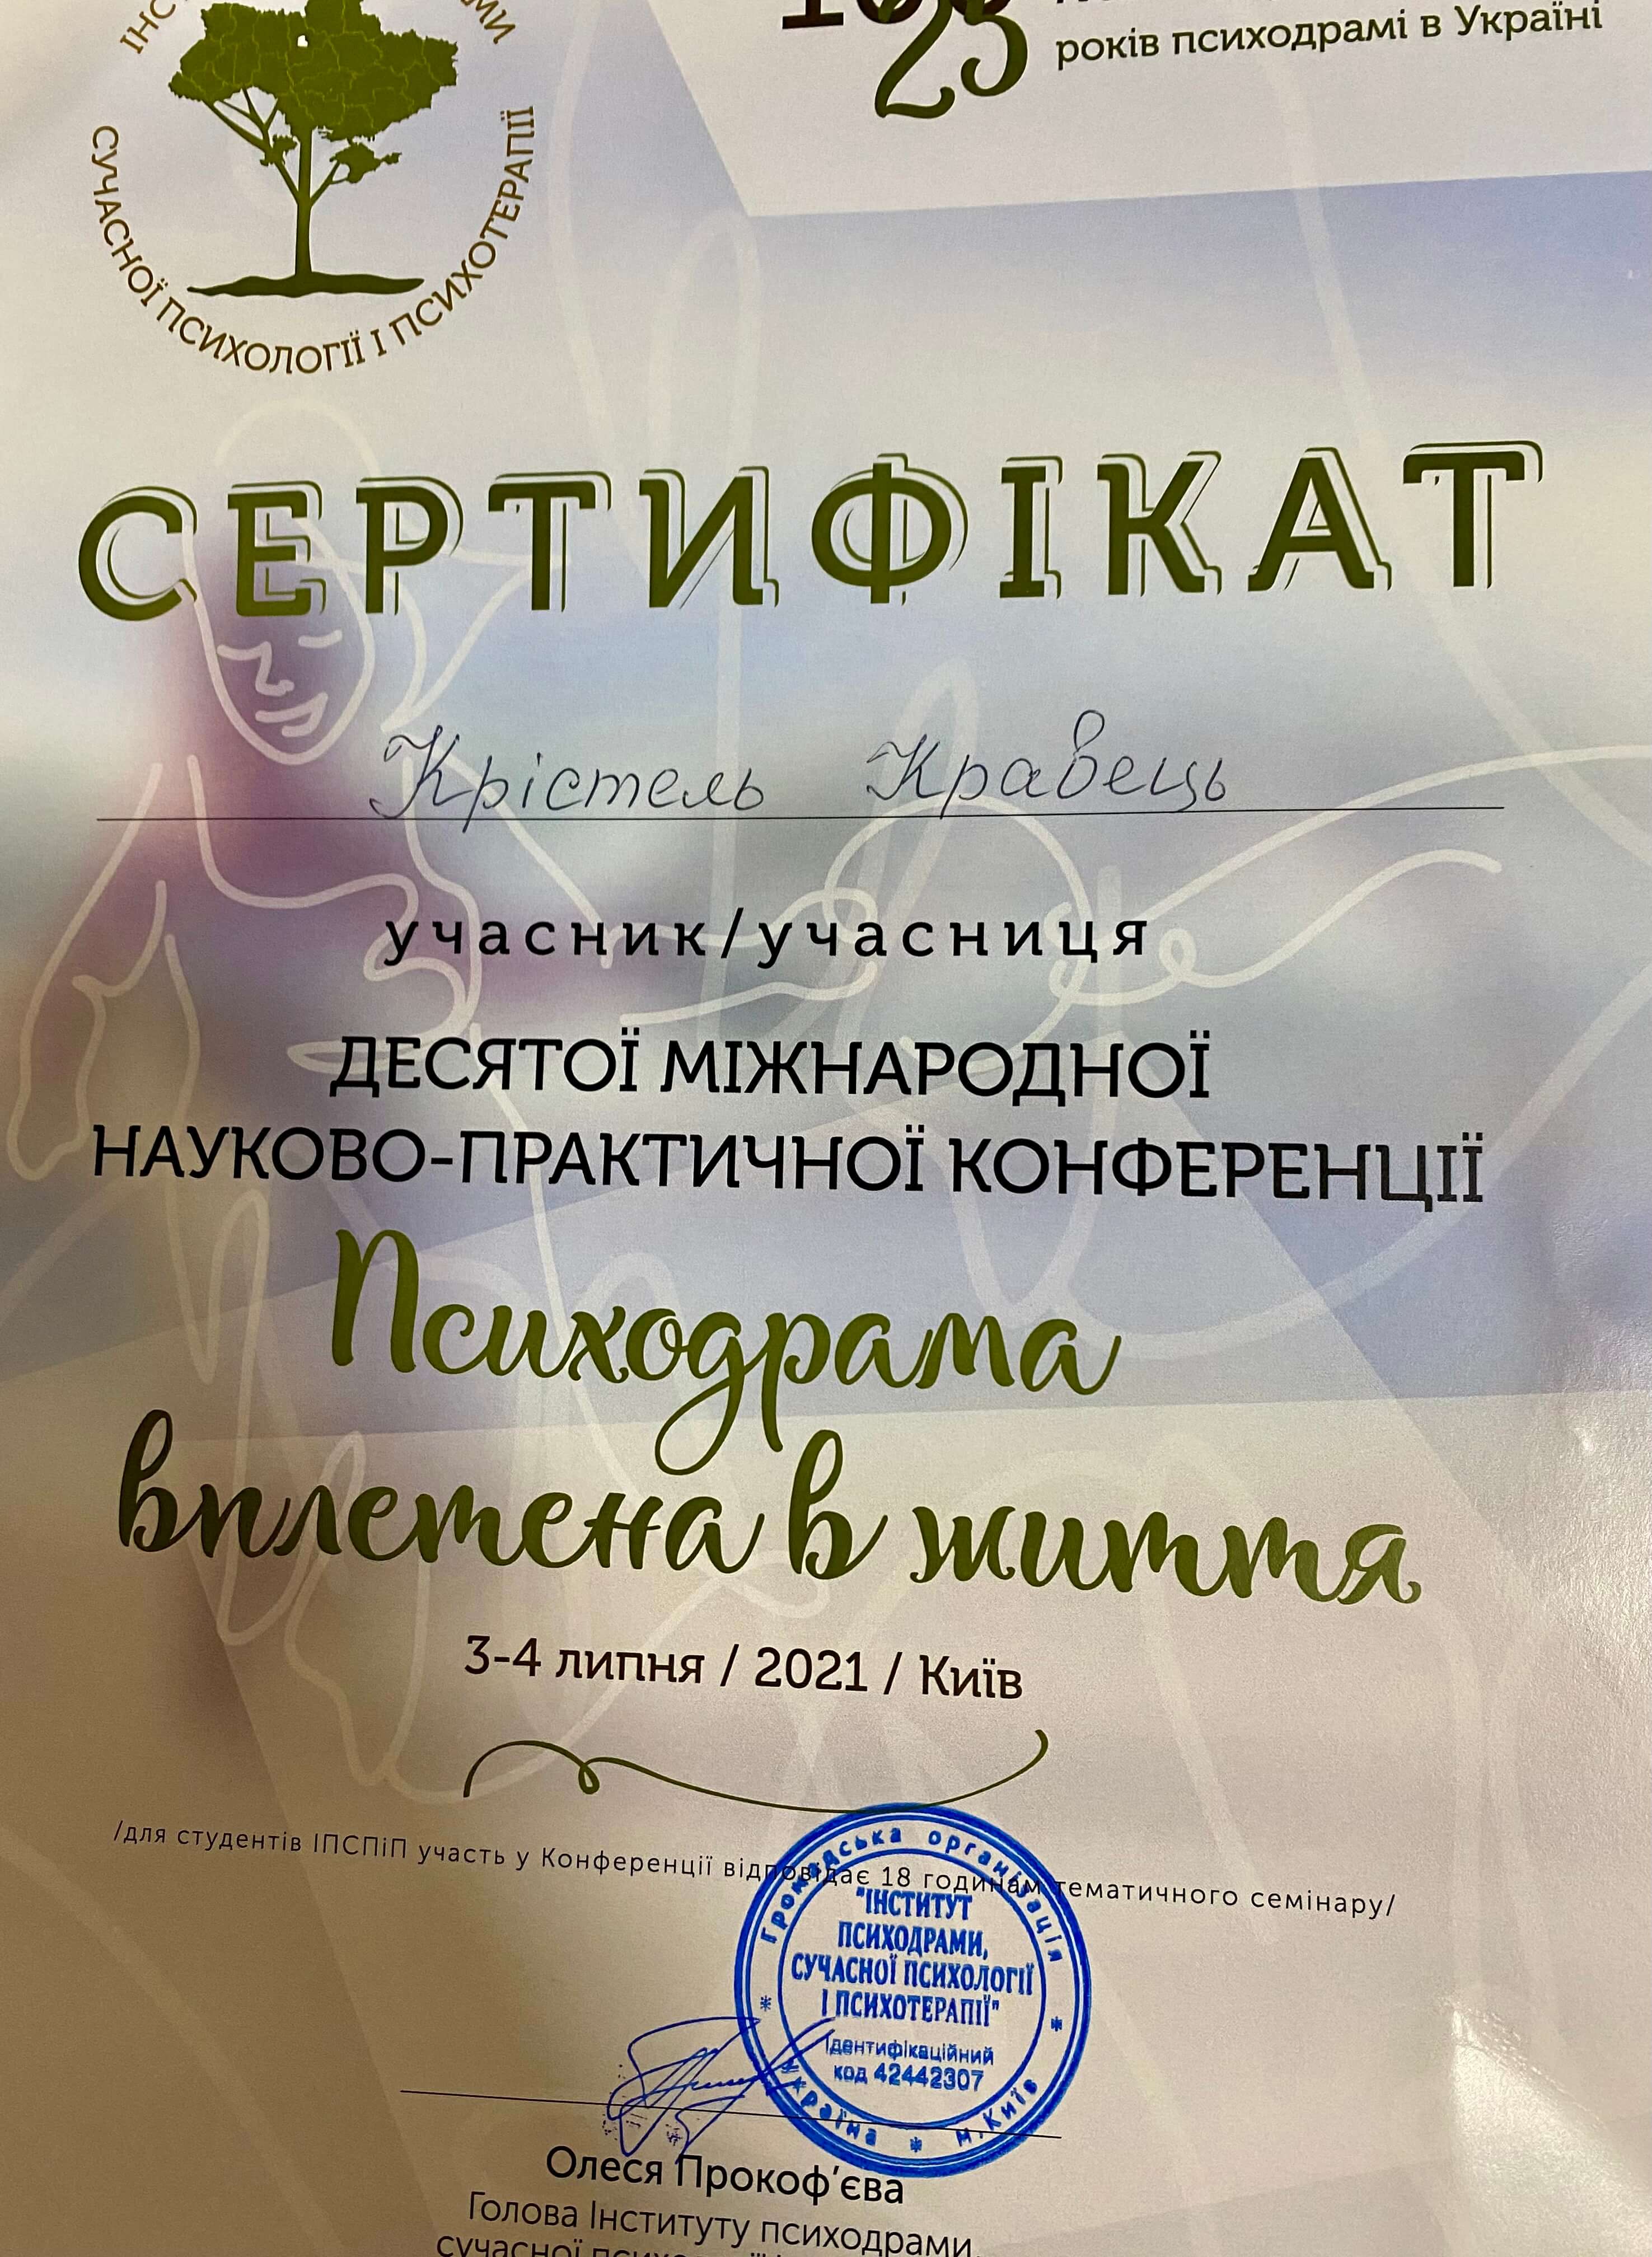 СУЧАСНОЇ ПСИХОЛОГІЇ І ПСИХОТЕРАПІЇ
25
років психодрамі в Україні
СЕРТИФІКАТ
Крістель Кравець
учасник/учасниця
ДЕСЯТОЇ МІЖНАРОДНОЇ
НАУКОВО-ПРАКТИЧНОЇ КОНФЕРЕНЦІЇ
Психодрама
вплетена в життя
3-4 липня / 2021 / Київ
/для студентів ІПСПіП участь у Конференції відповідає 18 годинам тематичного семінару/
Громадська організація
"ІНСТИТУТ
ПСИХОДРАМИ,
СУЧАСНОЇ ПСИХОЛОГІЇ
І ПСИХОТЕРАПІЇ"
Ідентифікаційний
код 42442307
* Україна * м. Київ *
Олеся Прокоф'єва
Голова Інституту психодрами,
сучасної